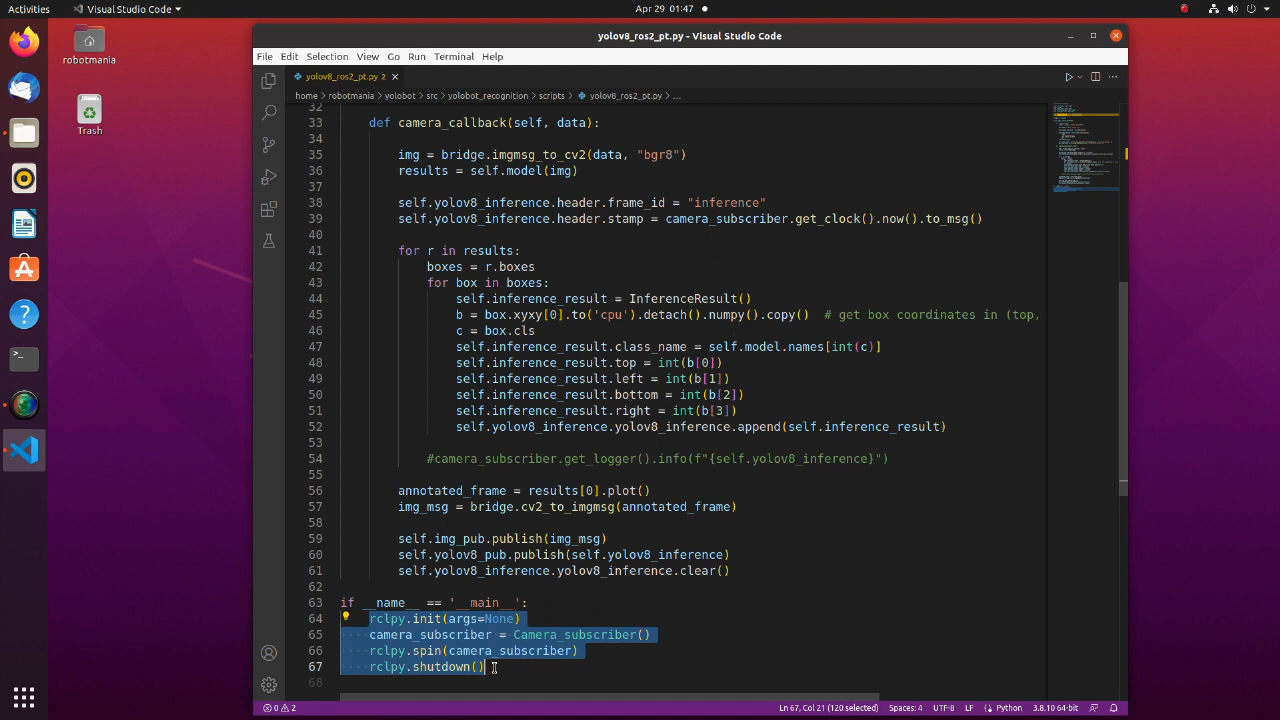 Activities
Visual Studio Code
Apr 29 01:47
robotmania
Trash
yolov8_ros2_pt.py - Visual Studio Code
File Edit Selection View Go Run Terminal Help
yolov8_ros2_pt.py 2
home robotmania yolobot src yolobot_recognition scripts yolov8_ros2_pt.py ...
32
33 def camera_callback(self, data):
34
35 img = bridge.imgmsg_to_cv2(data, "bgr8")
36 results = self.model(img)
37
38 self.yolov8_inference.header.frame_id = "inference"
39 self.yolov8_inference.header.stamp = camera_subscriber.get_clock().now().to_msg()
40
41 for r in results:
42 boxes = r.boxes
43 for box in boxes:
44 self.inference_result = InferenceResult()
45 b = box.xyxy[0].to('cpu').detach().numpy().copy() # get box coordinates in (top,
46 c = box.cls
47 self.inference_result.class_name = self.model.names[int(c)]
48 self.inference_result.top = int(b[0])
49 self.inference_result.left = int(b[1])
50 self.inference_result.bottom = int(b[2])
51 self.inference_result.right = int(b[3])
52 self.yolov8_inference.yolov8_inference.append(self.inference_result)
53
54 #camera_subscriber.get_logger().info(f"{self.yolov8_inference}")
55
56 annotated_frame = results[0].plot()
57 img_msg = bridge.cv2_to_imgmsg(annotated_frame)
58
59 self.img_pub.publish(img_msg)
60 self.yolov8_pub.publish(self.yolov8_inference)
61 self.yolov8_inference.yolov8_inference.clear()
62
63 if __name__ == '__main__':
64 rclpy.init(args=None)
65 camera_subscriber = Camera_subscriber()
66 rclpy.spin(camera_subscriber)
67 rclpy.shutdown()
68
0 2
Ln 67, Col 21 (120 selected) Spaces: 4 UTF-8 LF Python 3.8.10 64-bit